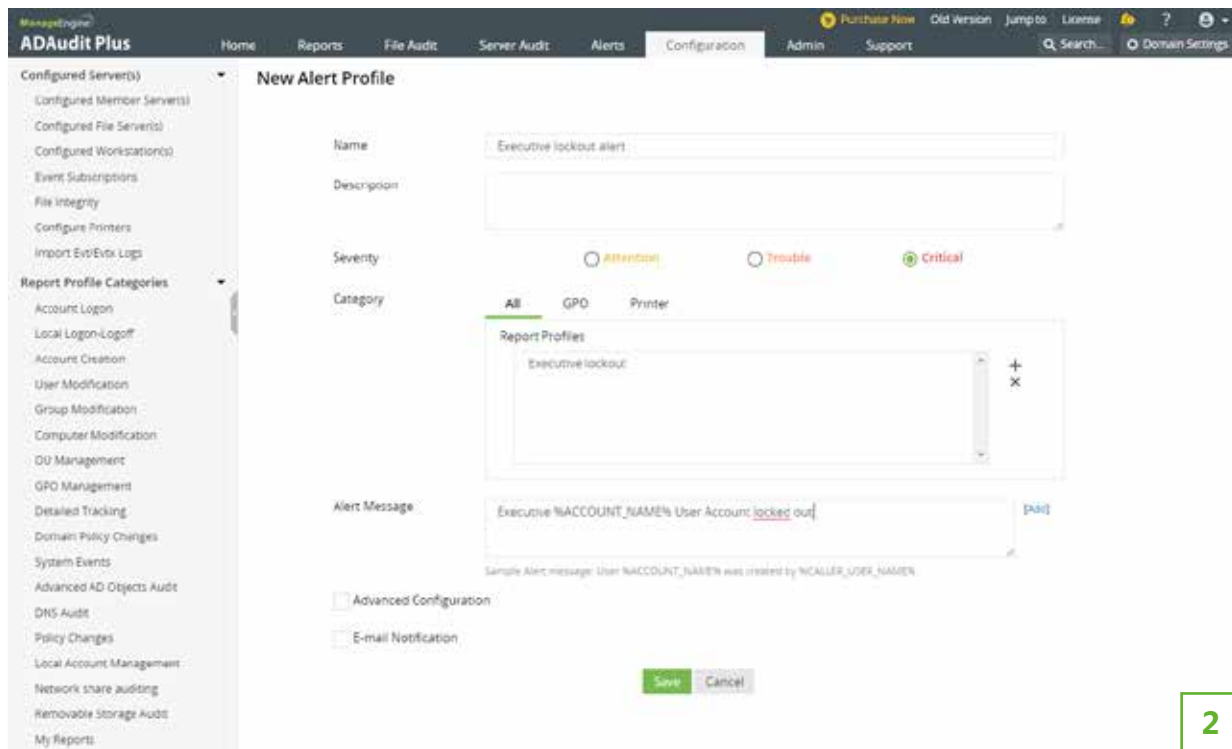 ManageEngine
ADAudit Plus
Purchase Now
Old Version
Jump to
License
?
Home
Reports
File Audit
Server Audit
Alerts
Configuration
Admin
Support
Search...
Domain Settings
Configured Server(s)
Configured Member Server(s)
Configured File Server(s)
Configured Workstation(s)
Event Subscriptions
File Integrity
Configure Printers
Import Evt/Evtx Logs
Report Profile Categories
Account Logon
Local Logon-Logoff
Account Creation
User Modification
Group Modification
Computer Modification
OU Management
GPO Management
Detailed Tracking
Domain Policy Changes
System Events
Advanced AD Objects Audit
DNS Audit
Policy Changes
Local Account Management
Network share auditing
Removable Storage Audit
My Reports
New Alert Profile
Name
Executive lockout alert
Description
Severity
Attention
Trouble
Critical
Category
All
GPO
Printer
Report Profiles
Executive lockout
Alert Message
Executive %ACCOUNT_NAME% User Account locked out
[Add]
Sample Alert message: User %ACCOUNT_NAME% was created by %CALLER_USER_NAME%
Advanced Configuration
E-mail Notification
Save
Cancel
2